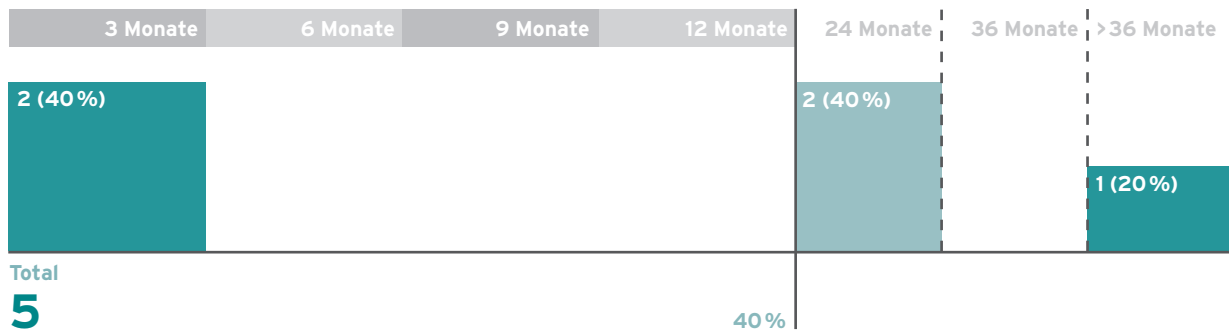 3 Monate 6 Monate 9 Monate 12 Monate 24 Monate 36 Monate >36 Monate
2 (40 %) 2 (40 %)
1 (20 %)
Total
5
40 %